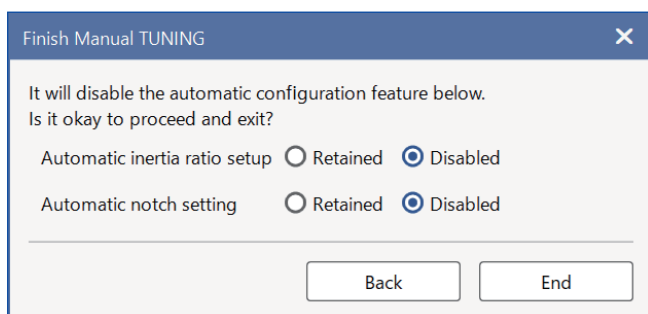 Finish Manual TUNING
It will disable the automatic configuration feature below.
Is it okay to proceed and exit?
Automatic inertia ratio setup Retained Disabled
Automatic notch setting Retained Disabled
Back End